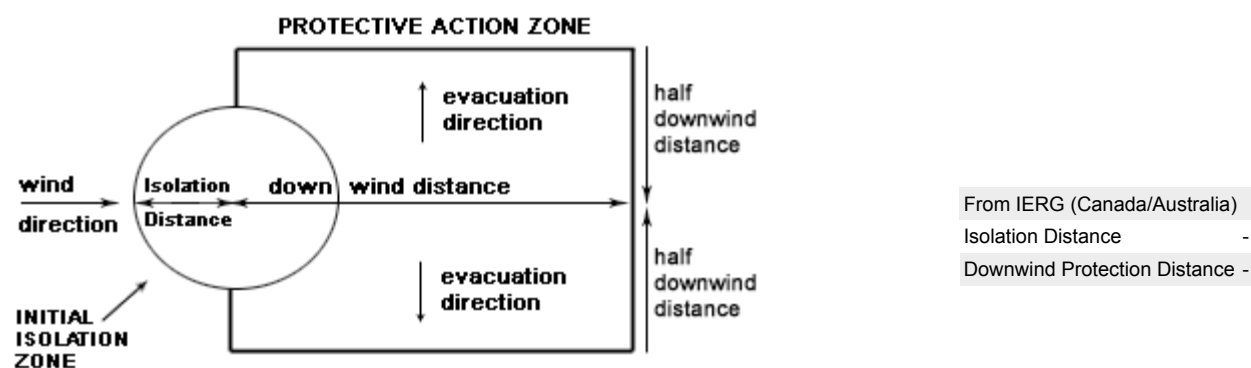 PROTECTIVE ACTION ZONE
evacuation
direction
half
downwind
distance
wind
direction
Isolation
Distance
down wind distance
evacuation
direction
half
downwind
distance
INITIAL
ISOLATION
ZONE
From IERG (Canada/Australia)
Isolation Distance -
Downwind Protection Distance -